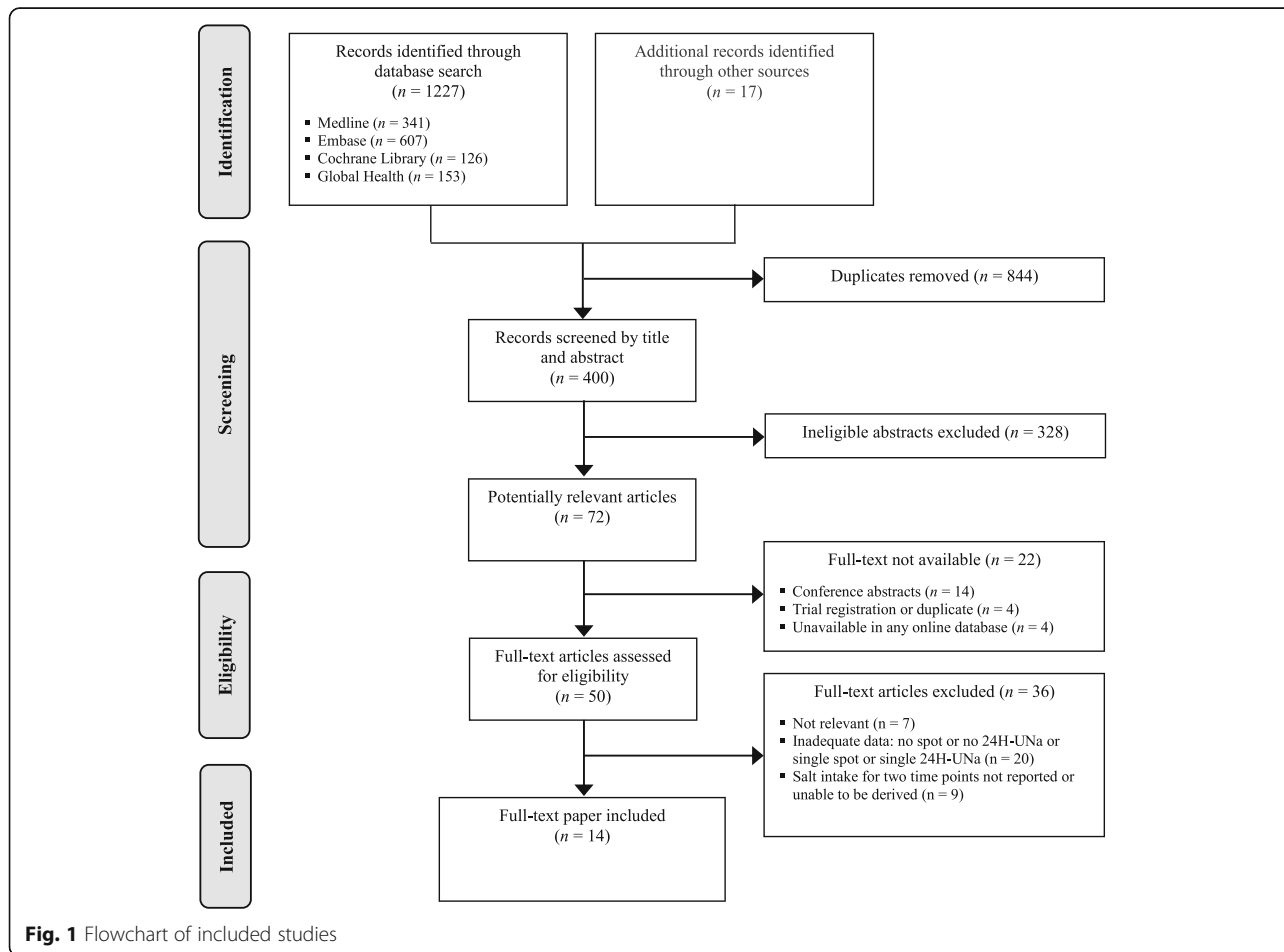 Identification
Records identified through
database search
(n = 1227)
▪ Medline (n = 341)
▪ Embase (n = 607)
▪ Cochrane Library (n = 126)
▪ Global Health (n = 153)
Additional records identified
through other sources
(n = 17)
Screening
Duplicates removed (n = 844)
Records screened by title
and abstract
(n = 400)
Ineligible abstracts excluded (n = 328)
Potentially relevant articles
(n = 72)
Eligibility
Full-text not available (n = 22)
▪ Conference abstracts (n = 14)
▪ Trial registration or duplicate (n = 4)
▪ Unavailable in any online database (n = 4)
Full-text articles assessed
for eligibility
(n = 50)
Full-text articles excluded (n = 36)
▪ Not relevant (n = 7)
▪ Inadequate data: no spot or no 24H-UNa or
single spot or single 24H-UNa (n = 20)
▪ Salt intake for two time points not reported or
unable to be derived (n = 9)
Included
Full-text paper included
(n = 14)
Fig. 1 Flowchart of included studies